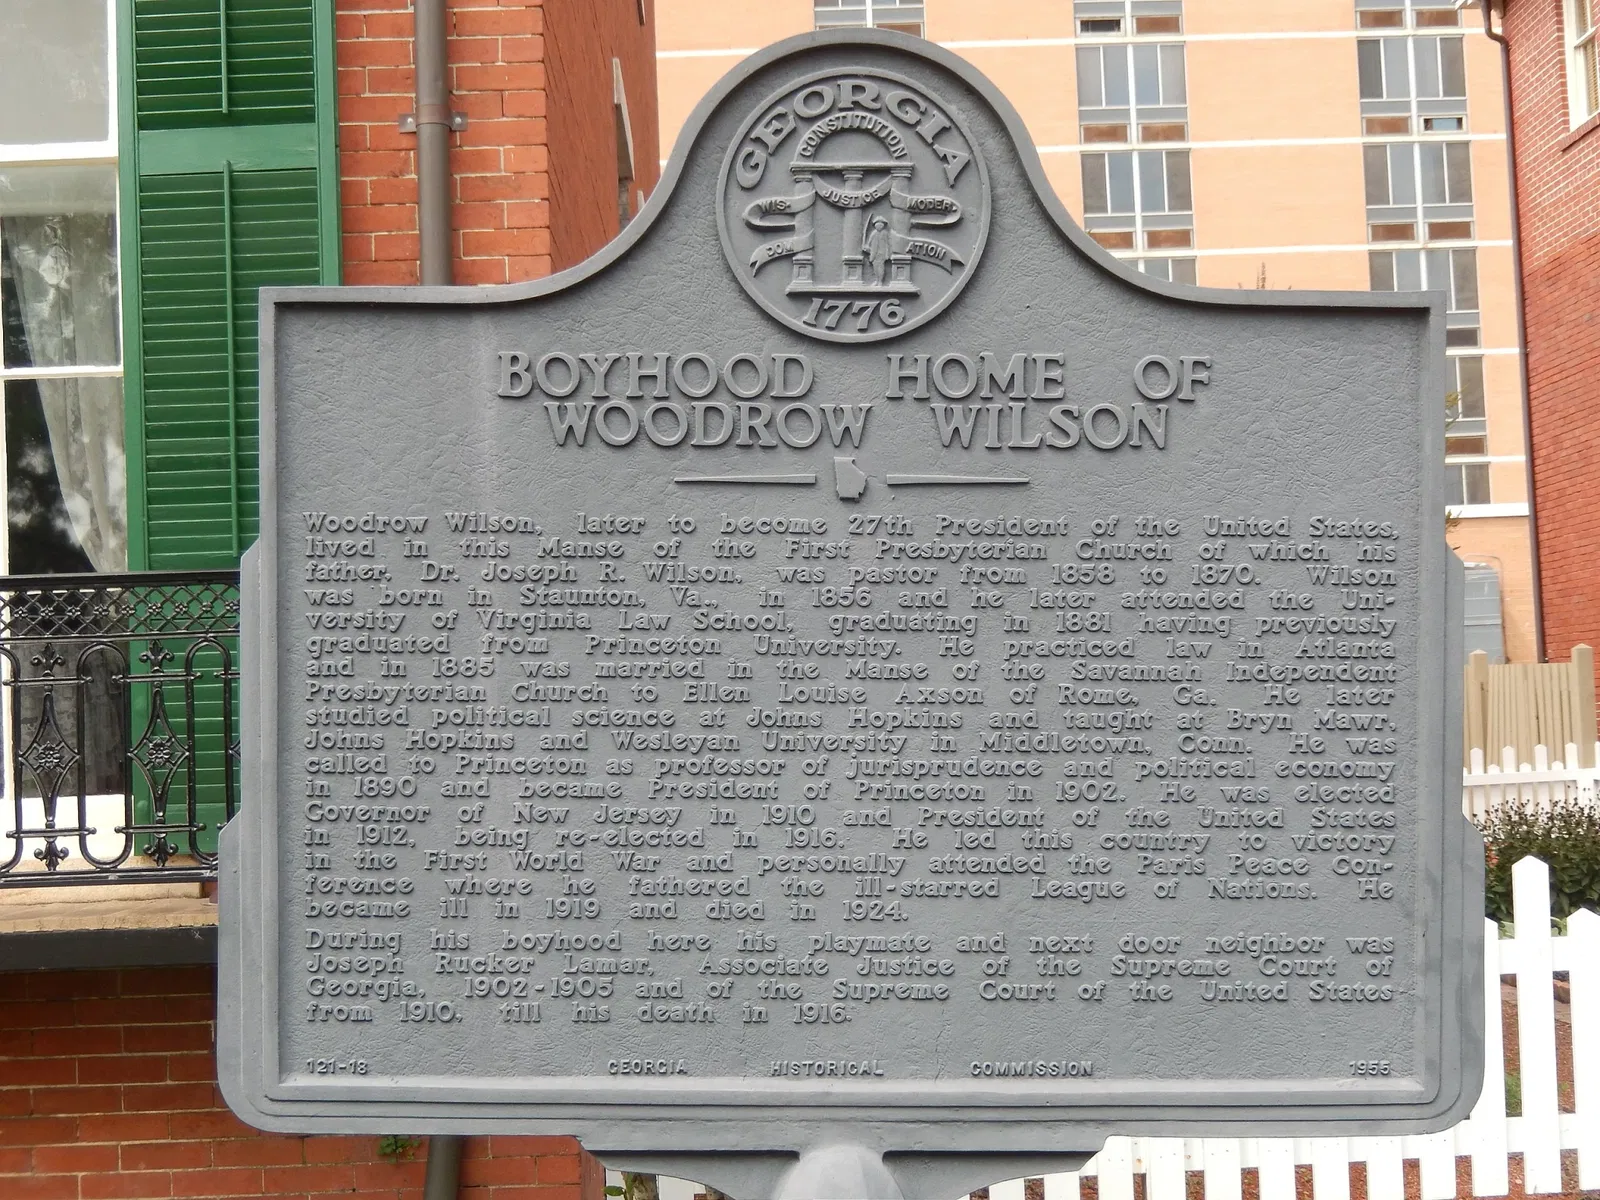 GEORGIA
CONSTITUTION
WIS- JUSTICE MODER-
DOM ATION
1776
BOYHOOD HOME OF
WOODROW WILSON
Woodrow Wilson, later to become 27th President of the United States,
lived in this Manse of the First Presbyterian Church of which his
father, Dr. Joseph R. Wilson, was pastor from 1858 to 1870. Wilson
was born in Staunton, Va., in 1856 and he later attended the Uni-
versity of Virginia Law School, graduating in 1881 having previously
graduated from Princeton University. He practiced law in Atlanta
and in 1885 was married in the Manse of the Savannah Independent
Presbyterian Church to Ellen Louise Axson of Rome, Ga. He later
studied political science at Johns Hopkins and taught at Bryn Mawr,
Johns Hopkins and Wesleyan University in Middletown, Conn. He was
called to Princeton as professor of jurisprudence and political economy
in 1890 and became President of Princeton in 1902. He was elected
Governor of New Jersey in 1910 and President of the United States
in 1912, being re-elected in 1916. He led this country to victory
in the First World War and personally attended the Paris Peace Con-
ference where he fathered the ill-starred League of Nations. He
became ill in 1919 and died in 1924.
During his boyhood here his playmate and next door neighbor was
Joseph Rucker Lamar, Associate Justice of the Supreme Court of
Georgia, 1902-1905 and of the Supreme Court of the United States
from 1910, till his death in 1916.
121-18 GEORGIA HISTORICAL COMMISSION 1955